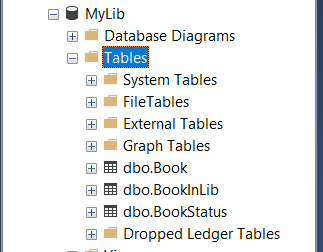 MyLib
Database Diagrams
Tables
System Tables
FileTables
External Tables
Graph Tables
dbo.Book
dbo.BookInLib
dbo.BookStatus
Dropped Ledger Tables